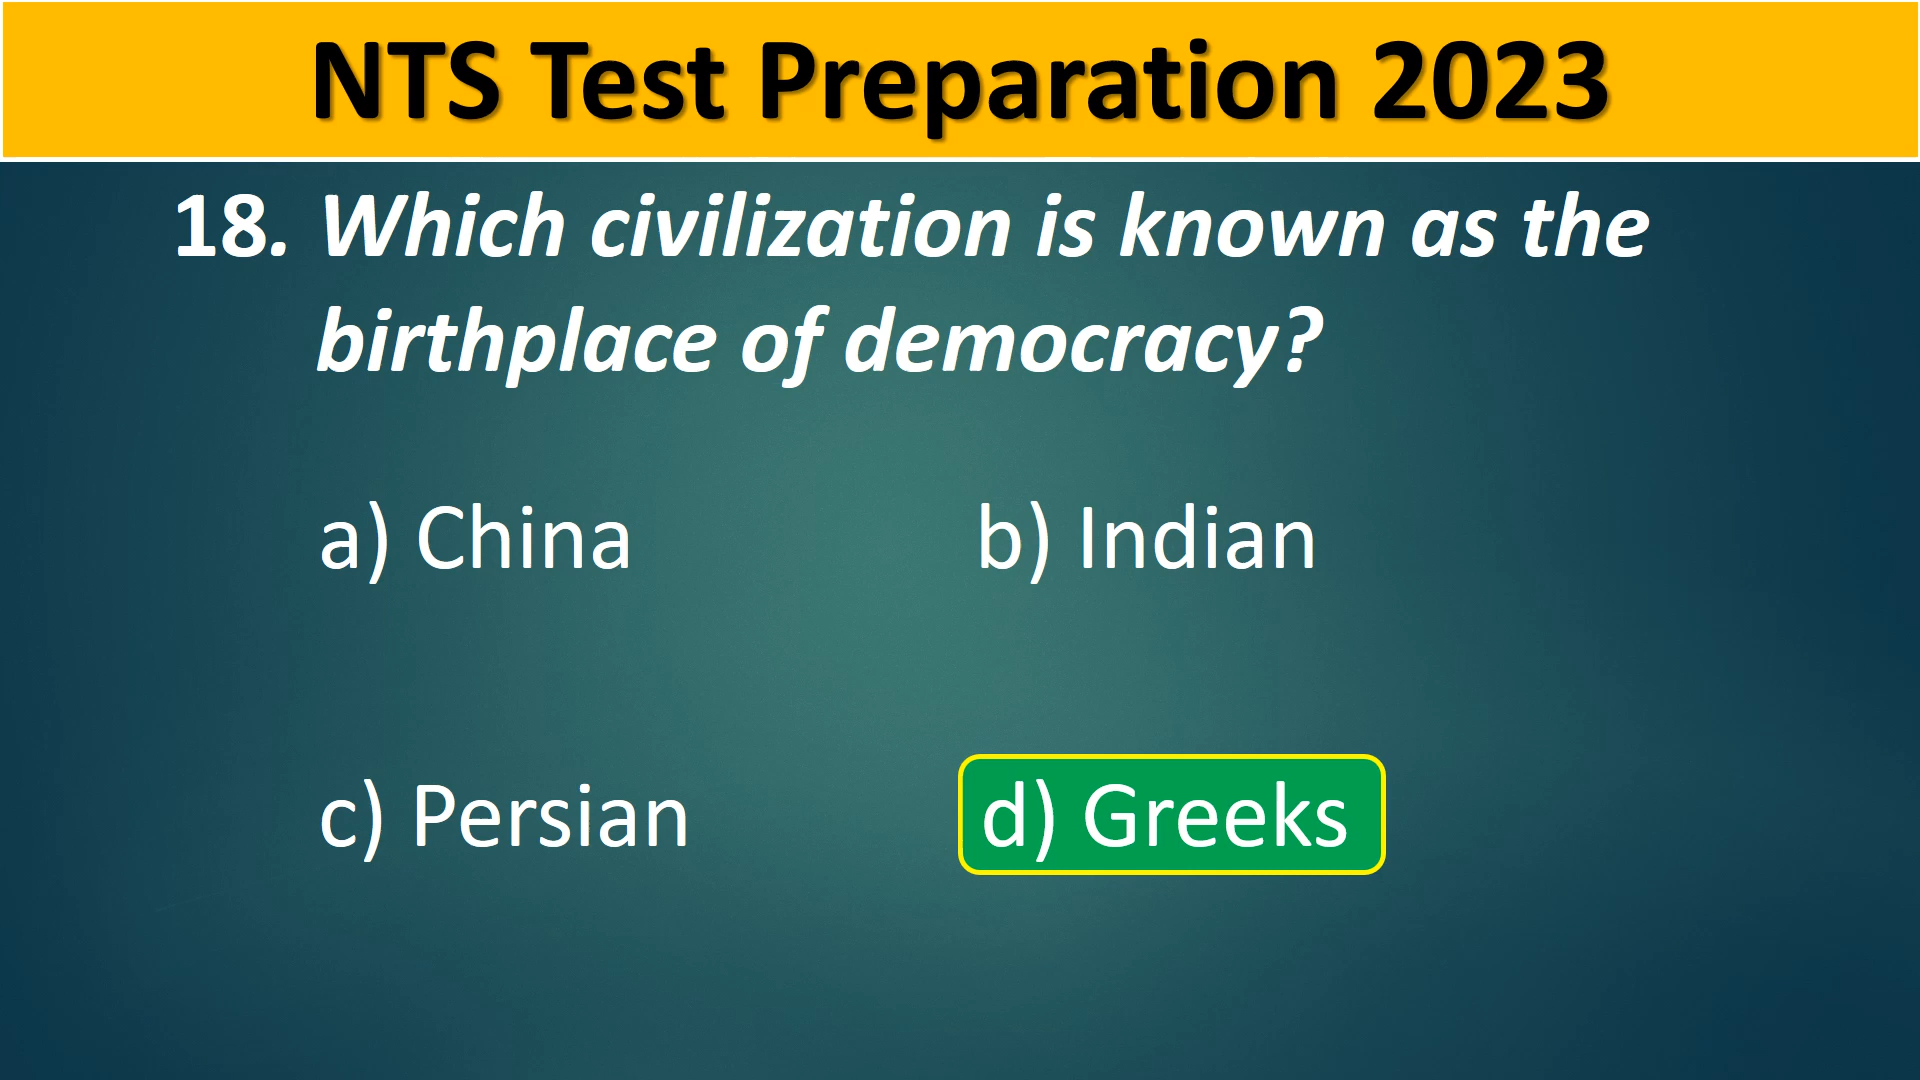 NTS Test Preparation 2023
18. Which civilization is known as the
birthplace of democracy?
a) China
b) Indian
c) Persian
d) Greeks